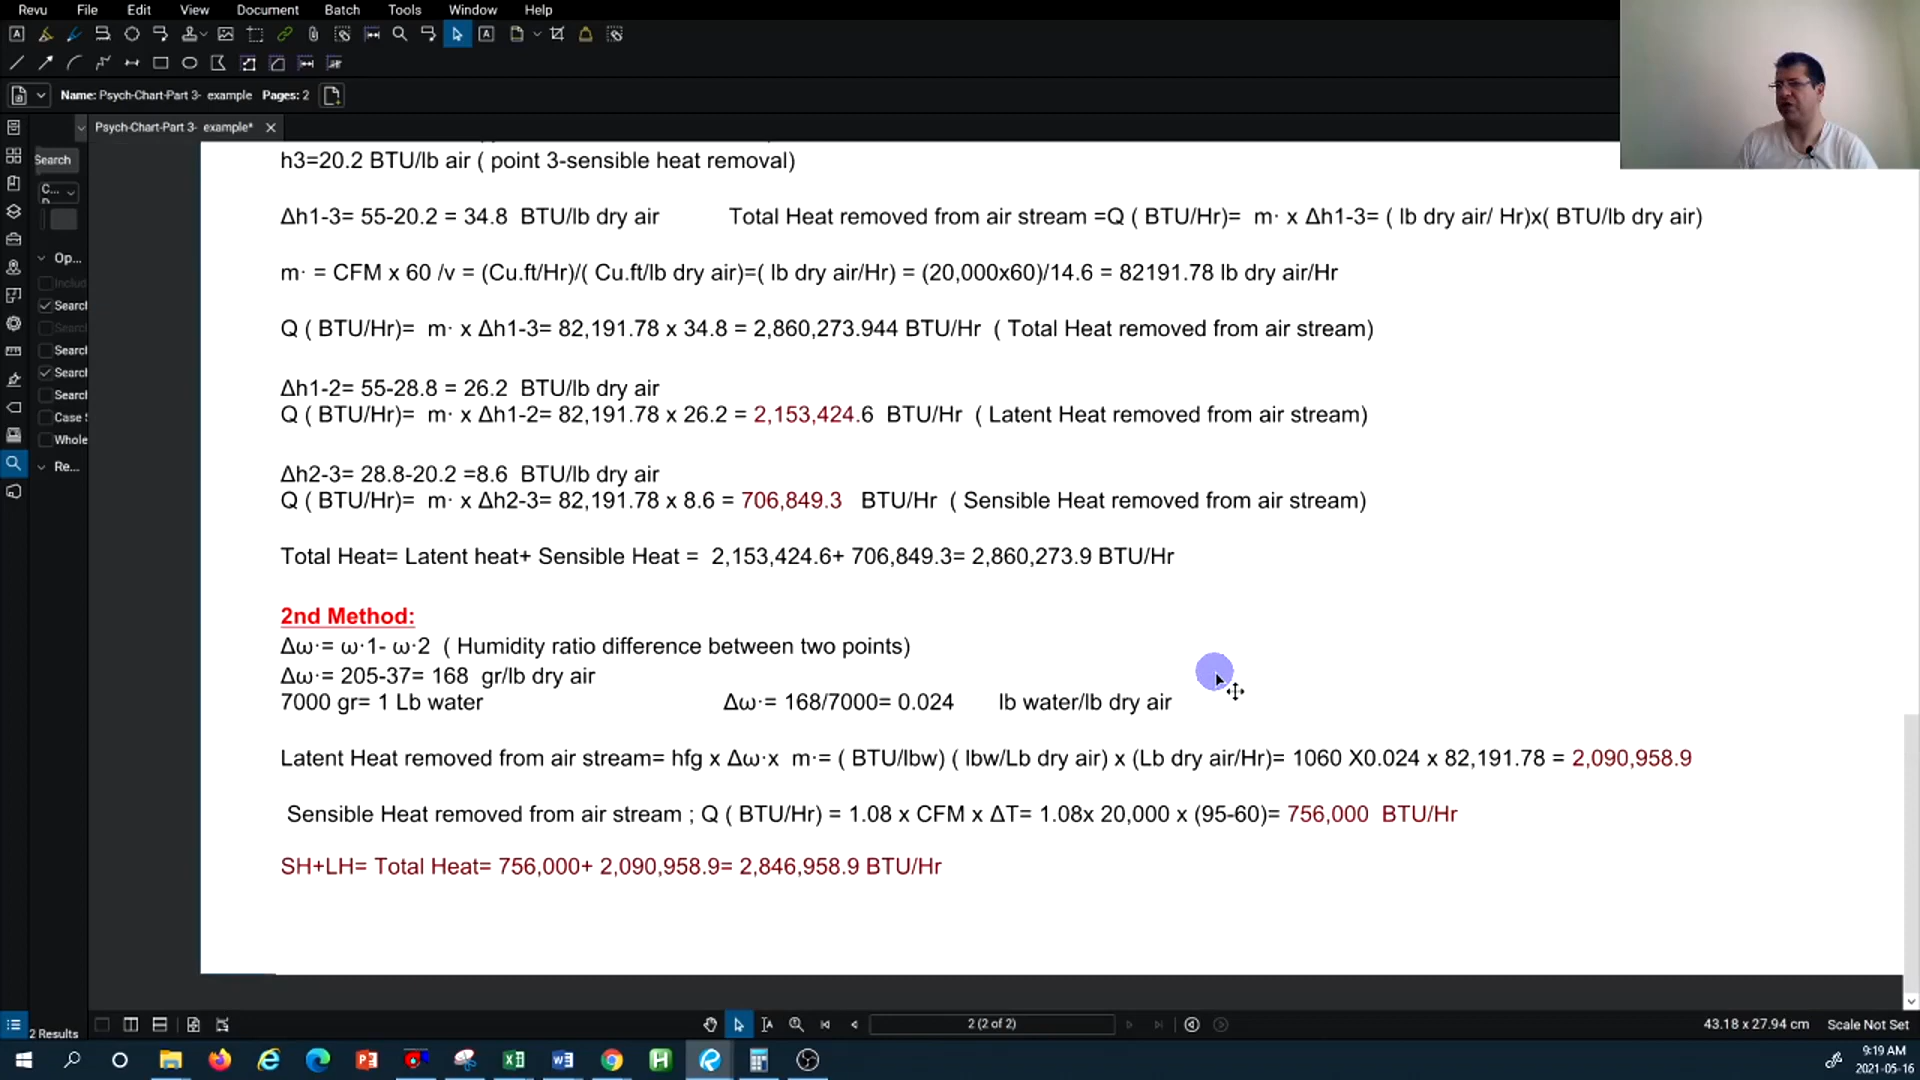 Revu File Edit View Document Batch Tools Window Help
Name: Psych-Chart-Part 3- example Pages: 2
Psych-Chart-Part 3- example*
Search
C...
Op...
Includ
Search
Search
Search
Search
Search
Case S
Whole
Re...
2 Results
h3=20.2 BTU/lb air ( point 3-sensible heat removal)
Δh1-3= 55-20.2 = 34.8 BTU/lb dry air Total Heat removed from air stream =Q ( BTU/Hr)= m· x Δh1-3= ( lb dry air/ Hr)x( BTU/lb dry air)
m· = CFM x 60 /v = (Cu.ft/Hr)/( Cu.ft/lb dry air)=( lb dry air/Hr) = (20,000x60)/14.6 = 82191.78 lb dry air/Hr
Q ( BTU/Hr)= m· x Δh1-3= 82,191.78 x 34.8 = 2,860,273.944 BTU/Hr ( Total Heat removed from air stream)
Δh1-2= 55-28.8 = 26.2 BTU/lb dry air
Q ( BTU/Hr)= m· x Δh1-2= 82,191.78 x 26.2 = 2,153,424.6 BTU/Hr ( Latent Heat removed from air stream)
Δh2-3= 28.8-20.2 =8.6 BTU/lb dry air
Q ( BTU/Hr)= m· x Δh2-3= 82,191.78 x 8.6 = 706,849.3 BTU/Hr ( Sensible Heat removed from air stream)
Total Heat= Latent heat+ Sensible Heat = 2,153,424.6+ 706,849.3= 2,860,273.9 BTU/Hr
2nd Method:
Δω·= ω·1- ω·2 ( Humidity ratio difference between two points)
Δω·= 205-37= 168 gr/lb dry air
7000 gr= 1 Lb water Δω·= 168/7000= 0.024 lb water/lb dry air
Latent Heat removed from air stream= hfg x Δω·x m·= ( BTU/lbw) ( lbw/Lb dry air) x (Lb dry air/Hr)= 1060 X0.024 x 82,191.78 = 2,090,958.9
Sensible Heat removed from air stream ; Q ( BTU/Hr) = 1.08 x CFM x ΔT= 1.08x 20,000 x (95-60)= 756,000 BTU/Hr
SH+LH= Total Heat= 756,000+ 2,090,958.9= 2,846,958.9 BTU/Hr
2 (2 of 2)
43.18 x 27.94 cm Scale Not Set
9:19 AM
2021-05-16